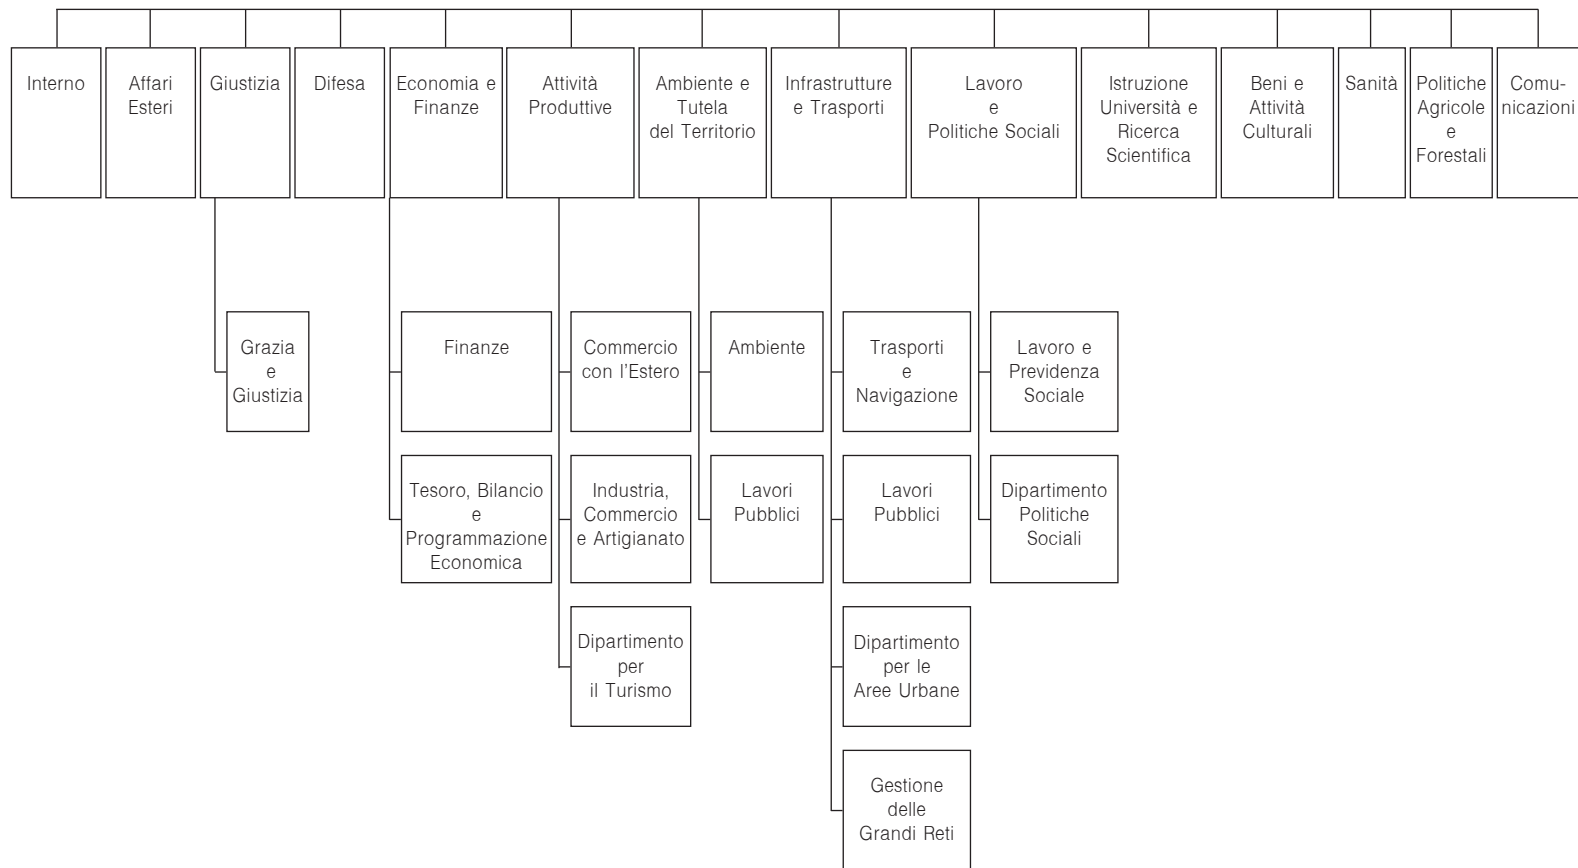 Interno
Affari
Esteri
Giustizia
Difesa
Economia e
Finanze
Attività
Produttive
Ambiente e
Tutela
del Territorio
Infrastrutture
e Trasporti
Lavoro
e
Politiche Sociali
Istruzione
Università e
Ricerca
Scientifica
Beni e
Attività
Culturali
Sanità
Politiche
Agricole
e
Forestali
Comu-
nicazioni
Grazia
e
Giustizia
Finanze
Commercio
con l'Estero
Ambiente
Trasporti
e
Navigazione
Lavoro e
Previdenza
Sociale
Tesoro, Bilancio
e
Programmazione
Economica
Industria,
Commercio
e Artigianato
Lavori
Pubblici
Lavori
Pubblici
Dipartimento
Politiche
Sociali
Dipartimento
per
il Turismo
Dipartimento
per le
Aree Urbane
Gestione
delle
Grandi Reti